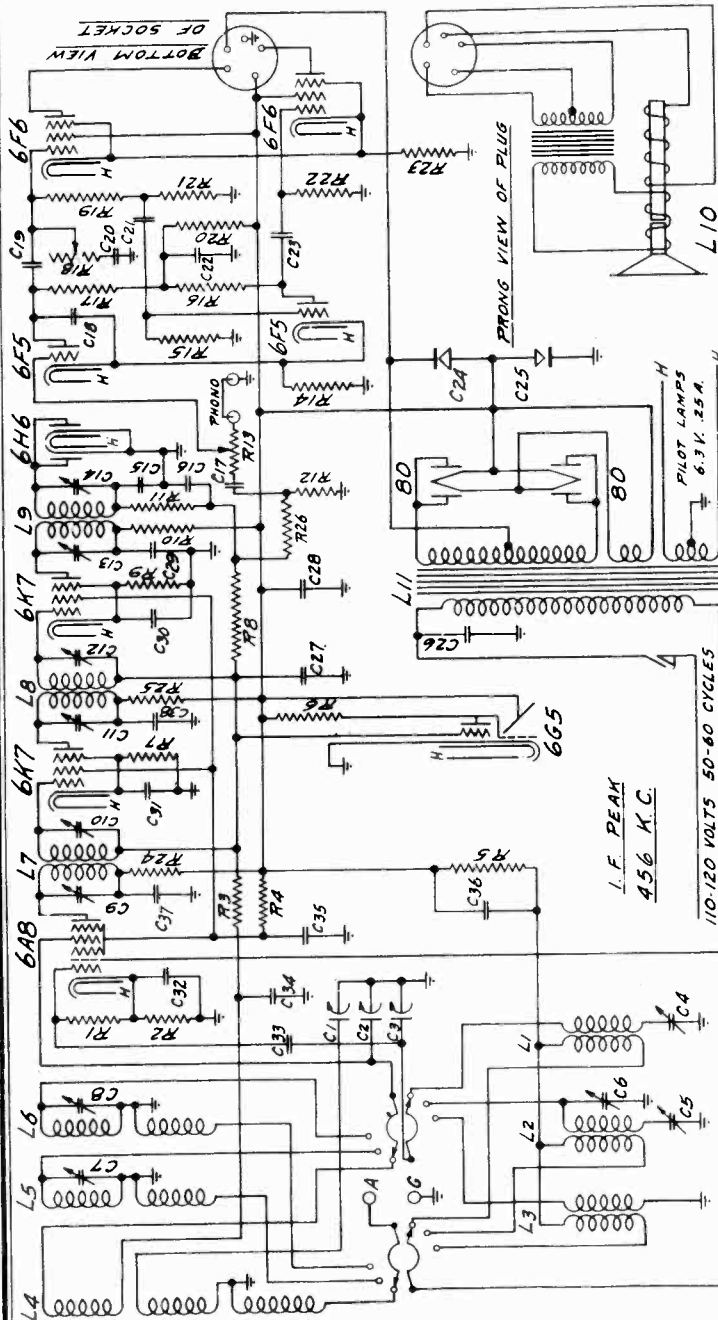 L4
L5
L6
C7
C8
6A8
L7
6K7
L8
6K7
L9
6H6
6F5
C19
6F6
BOTTOM VIEW
OF SOCKET
R1
R2
H
C32
C9
C10
C37
R24
H
R7
C31
C11
C12
C38
R25
H
R9
C30
C29
C13
C14
R10
R11
C15
C16
H
C18
R17
R18
C20
R19
C21
R21
H
R15
R16
C22
R20
C23
R22
6F5
6F6
H
R14
R23
PHONO
R13
C17
R12
R26
R8
C28
C27
R3
R4
C35
C34
C33
C1
C2
C3
R6
6G5
H
R5
C36
A
G
L1
L2
L3
C4
C5
C6
I.F. PEAK
456 K.C.
110-120 VOLTS 50-60 CYCLES
C26
L11
80
80
C24
C25
PILOT LAMPS
6.3 V. .25 A.
H
H
PRONG VIEW OF PLUG
L10